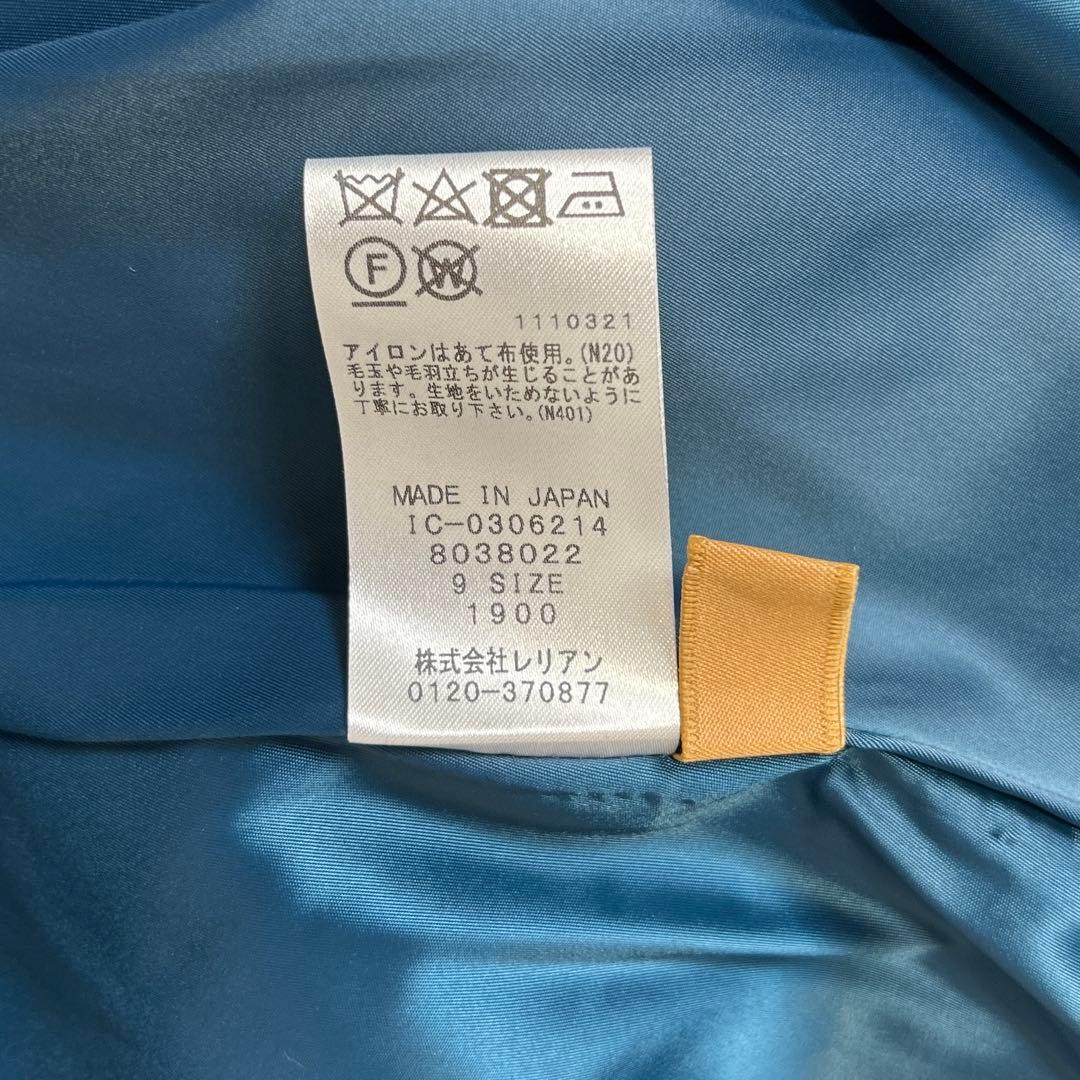 F W
1110321
アイロンはあて布使用。(N20)
毛玉や毛羽立ちが生じることがあ
ります。生地をいためないように
丁寧にお取り下さい。(N401)
MADE IN JAPAN
IC-0306214
8038022
9 SIZE
1900
株式会社レリアン
0120-370877